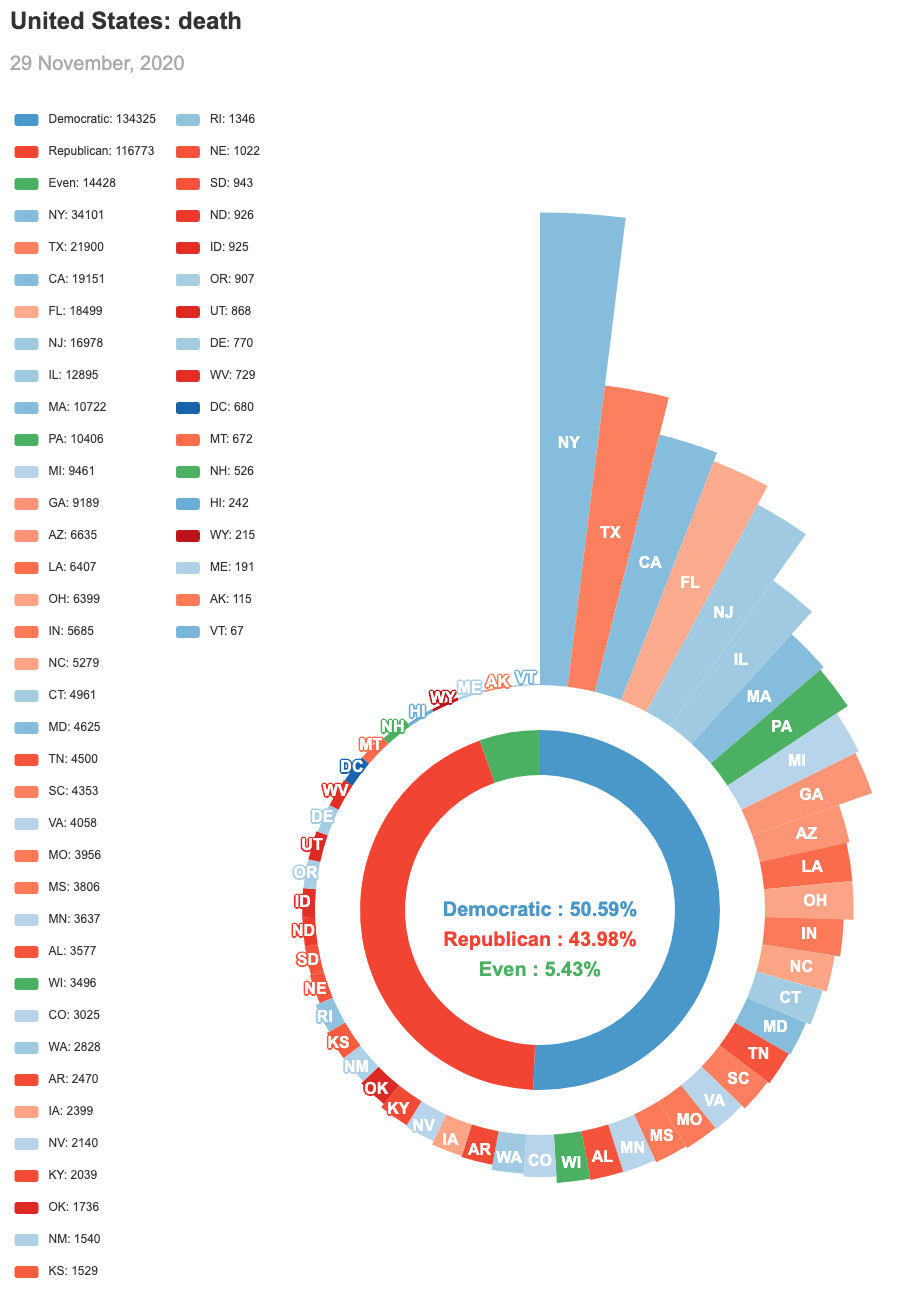 United States: death
29 November, 2020
Democratic: 134325
Republican: 116773
Even: 14428
NY: 34101
TX: 21900
CA: 19151
FL: 18499
NJ: 16978
IL: 12895
MA: 10722
PA: 10406
MI: 9461
GA: 9189
AZ: 6635
LA: 6407
OH: 6399
IN: 5685
NC: 5279
CT: 4961
MD: 4625
TN: 4500
SC: 4353
VA: 4058
MO: 3956
MS: 3806
MN: 3637
AL: 3577
WI: 3496
CO: 3025
WA: 2828
AR: 2470
IA: 2399
NV: 2140
KY: 2039
OK: 1736
NM: 1540
KS: 1529
RI: 1346
NE: 1022
SD: 943
ND: 926
ID: 925
OR: 907
UT: 868
DE: 770
WV: 729
DC: 680
MT: 672
NH: 526
HI: 242
WY: 215
ME: 191
AK: 115
VT: 67
NY
TX
CA
FL
NJ
IL
MA
PA
MI
GA
AZ
LA
OH
IN
NC
CT
MD
TN
SC
VA
MO
MS
MN
AL
WI
CO
WA
AR
IA
NV
KY
OK
NM
KS
RI
NE
SD
ND
ID
OR
UT
DE
WV
DC
MT
NH
HI
WY
ME
AK
VT
Democratic : 50.59%
Republican : 43.98%
Even : 5.43%